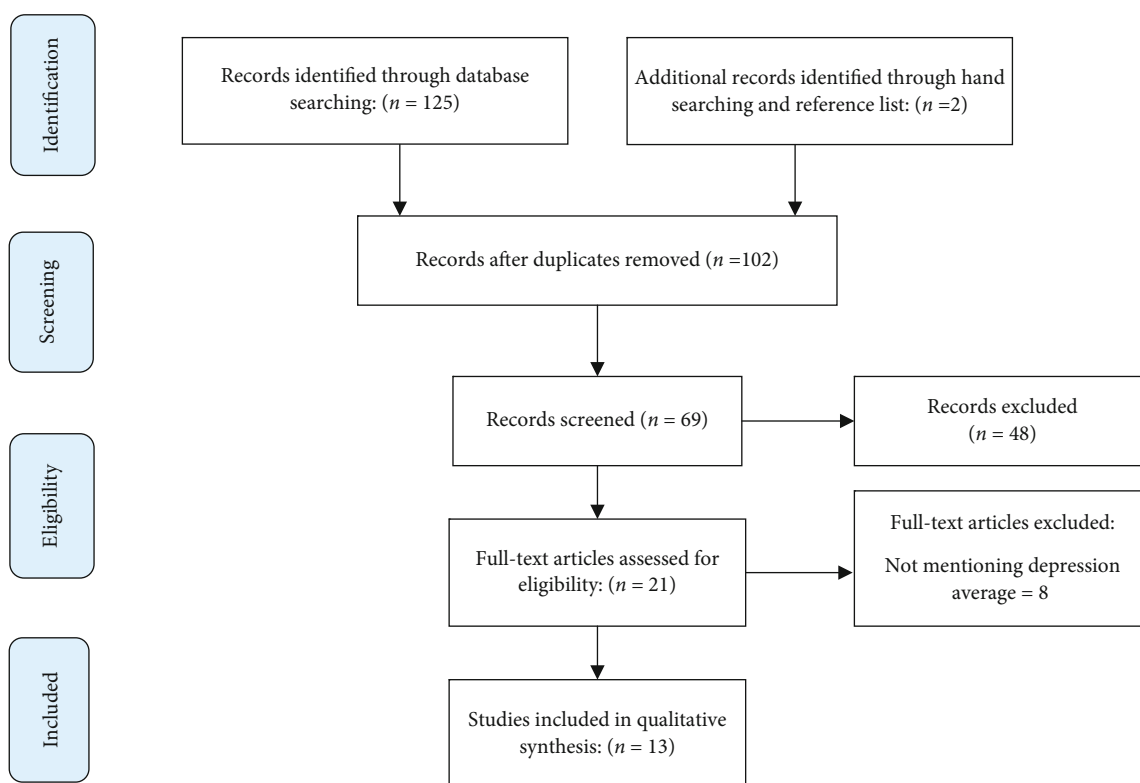 Identification
Records identified through database
searching: (n = 125)
Additional records identified through hand
searching and reference list: (n =2)
Screening
Records after duplicates removed (n =102)
Records screened (n = 69)
Records excluded
(n = 48)
Eligibility
Full-text articles assessed for
eligibility: (n = 21)
Full-text articles excluded:
Not mentioning depression
average = 8
Included
Studies included in qualitative
synthesis: (n = 13)